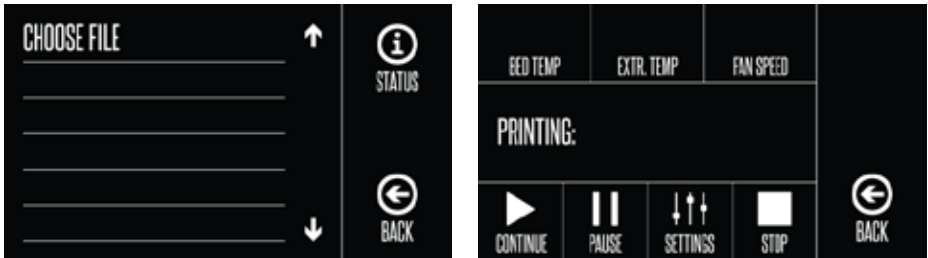 CHOOSE FILE
STATUS
BACK
BED TEMP
EXTR. TEMP
FAN SPEED
PRINTING:
CONTINUE
PAUSE
SETTINGS
STOP
BACK